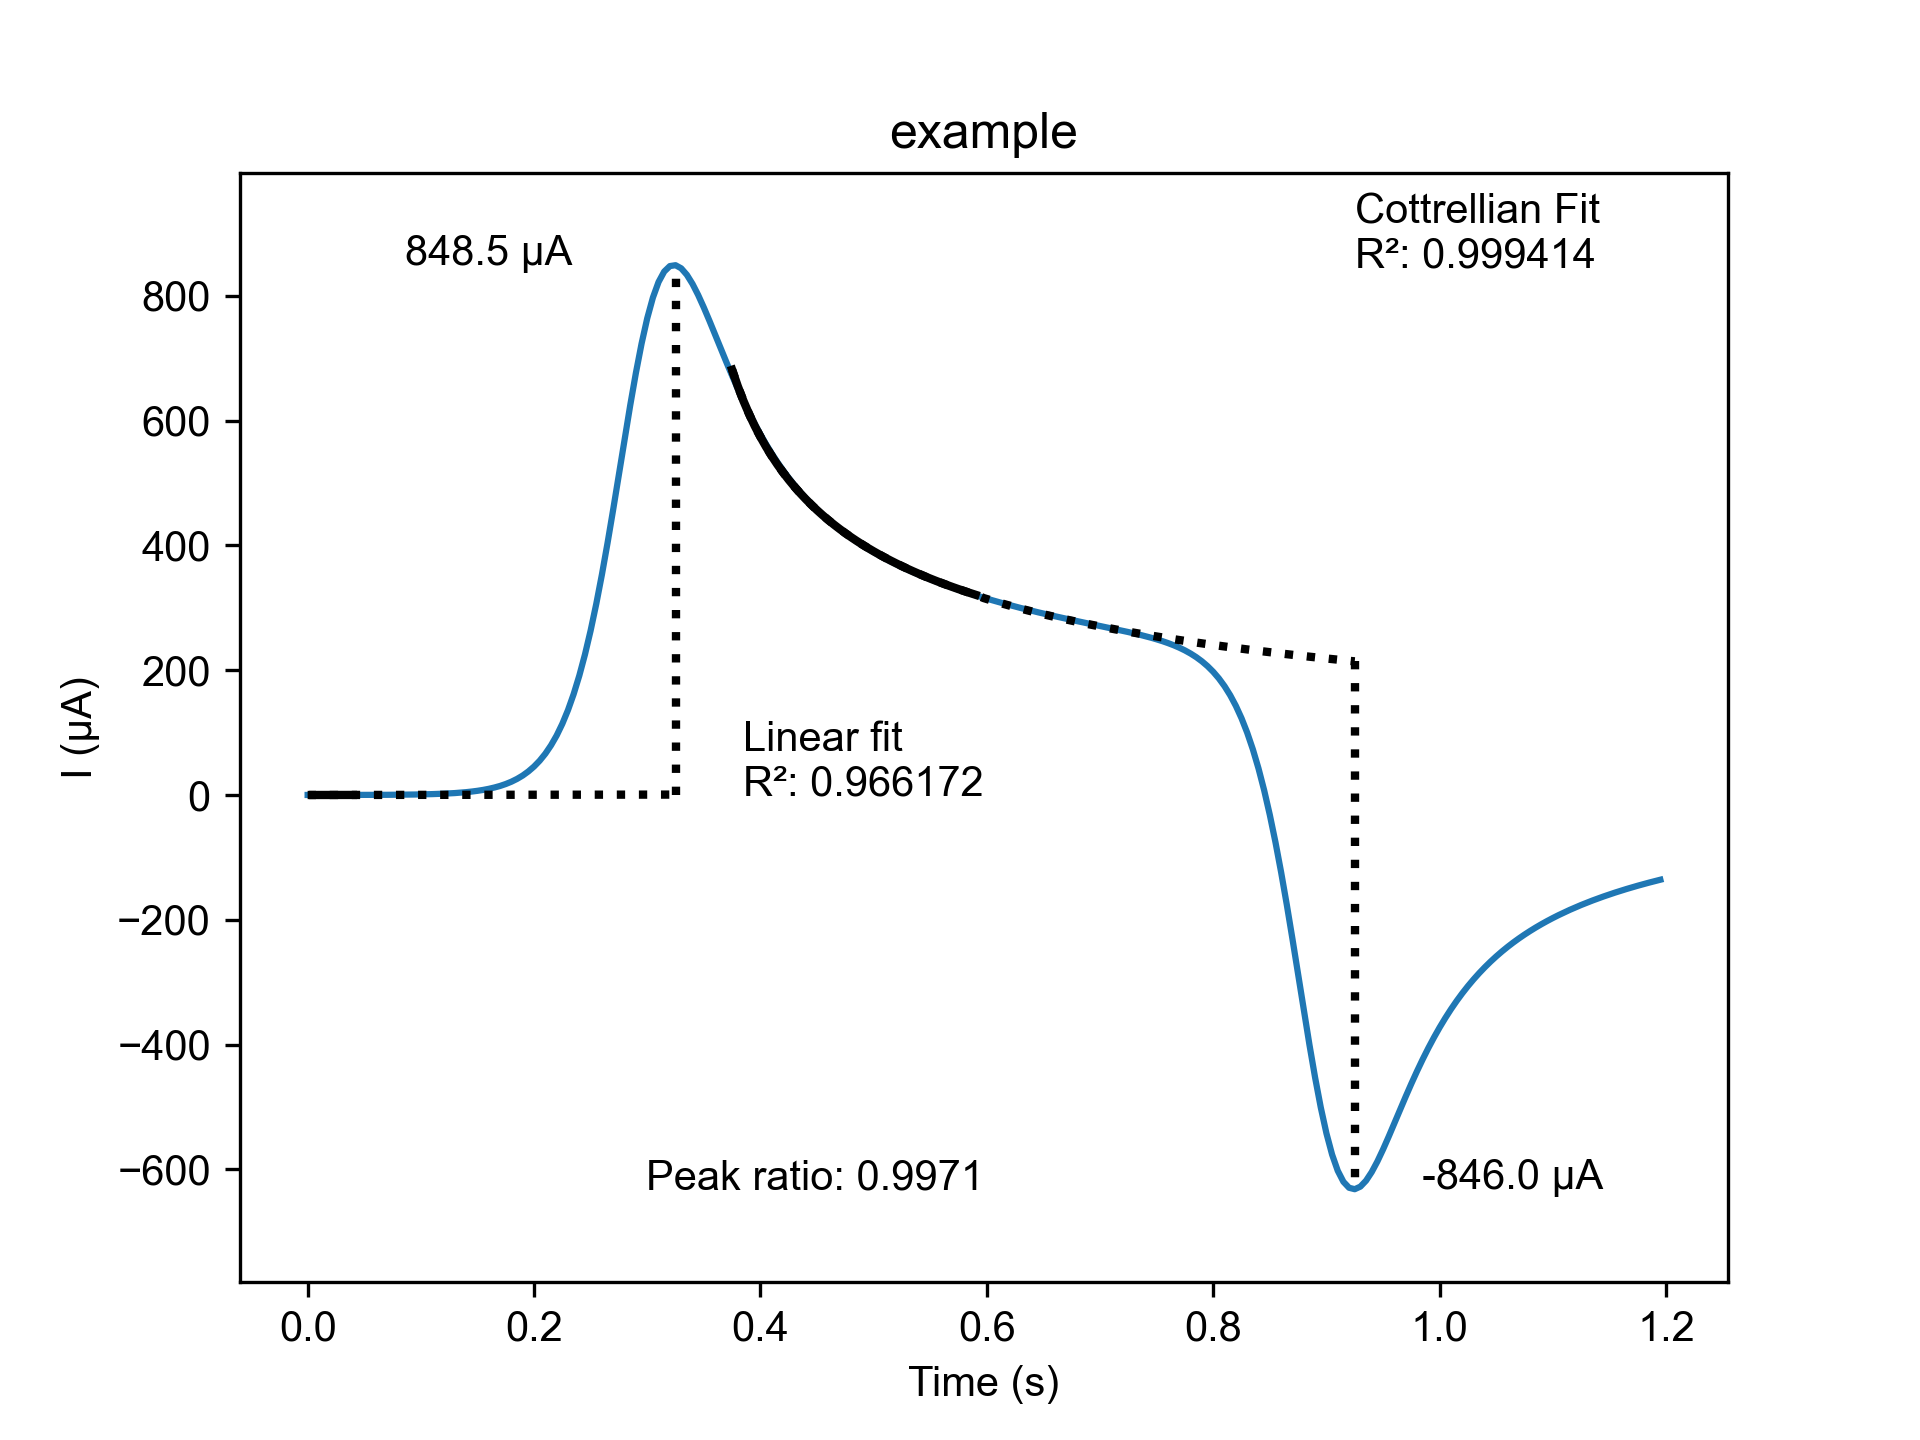 example
Cottrellian Fit
R²: 0.999414
848.5 µA
800
600
400
200
0
−200
−400
−600
I (µA)
Linear fit
R²: 0.966172
Peak ratio: 0.9971
-846.0 µA
0.0 0.2 0.4 0.6 0.8 1.0 1.2
Time (s)